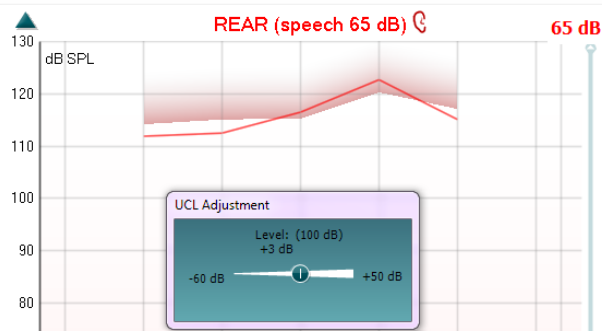 REAR (speech 65 dB)
65 dB
130
dB SPL
120
110
100
90
80
UCL Adjustment
Level: (100 dB)
+3 dB
-60 dB
+50 dB